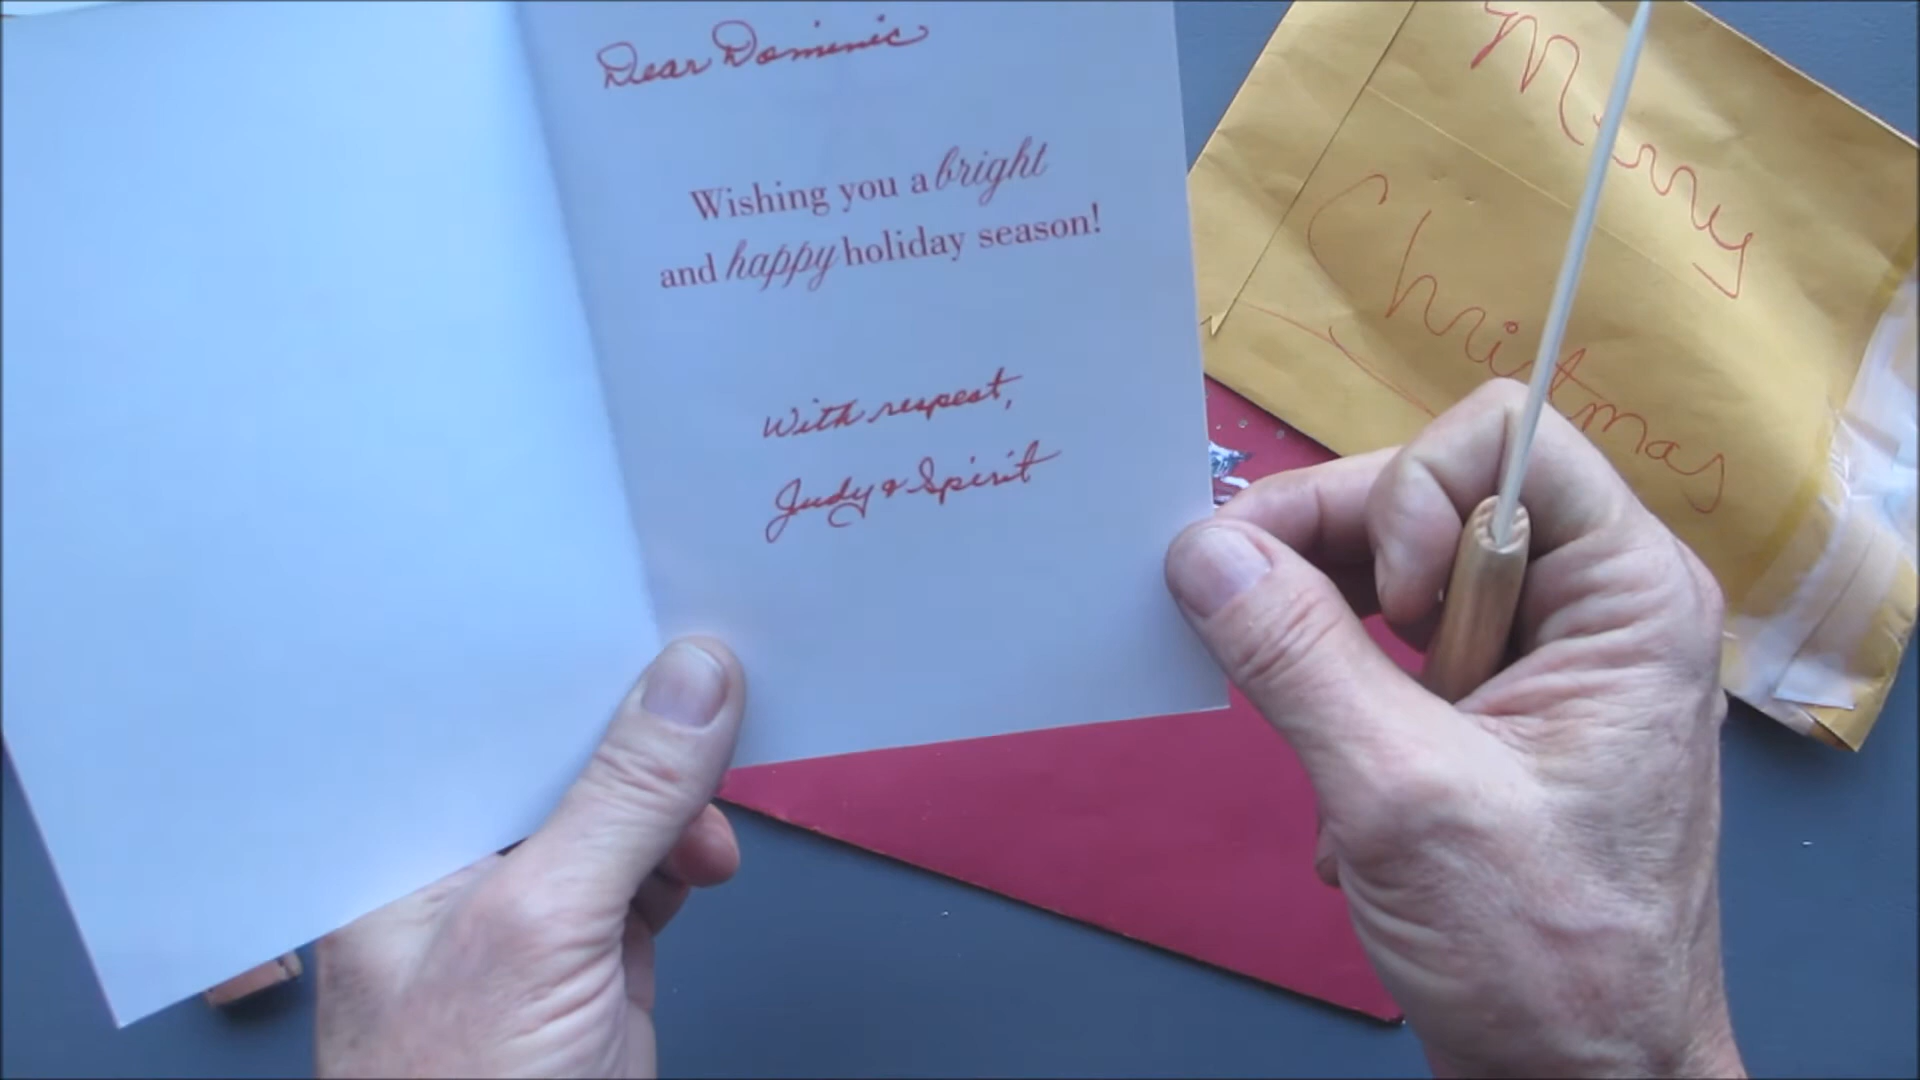 Dear Dominic
Wishing you a bright
and happy holiday season!
With respect,
Judy & Spirit
Merry
Christmas